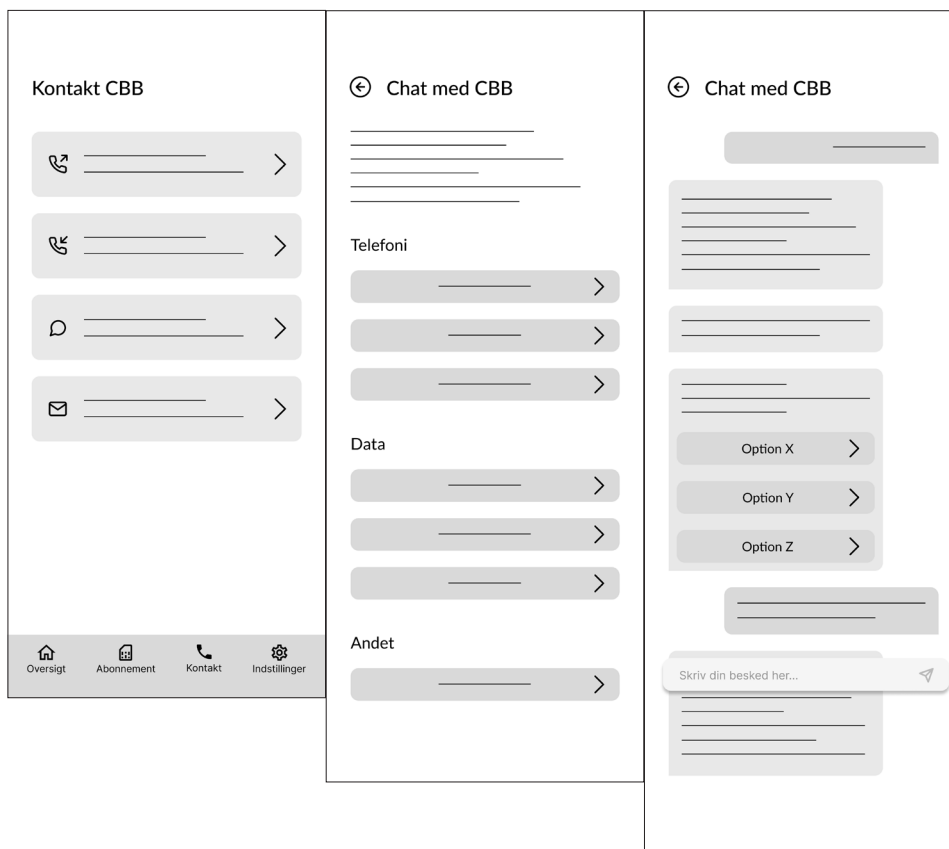 Kontakt CBB
Oversigt
Abonnement
Kontakt
Indstillinger
Chat med CBB
Telefoni
Data
Andet
Chat med CBB
Option X
Option Y
Option Z
Skriv din besked her...